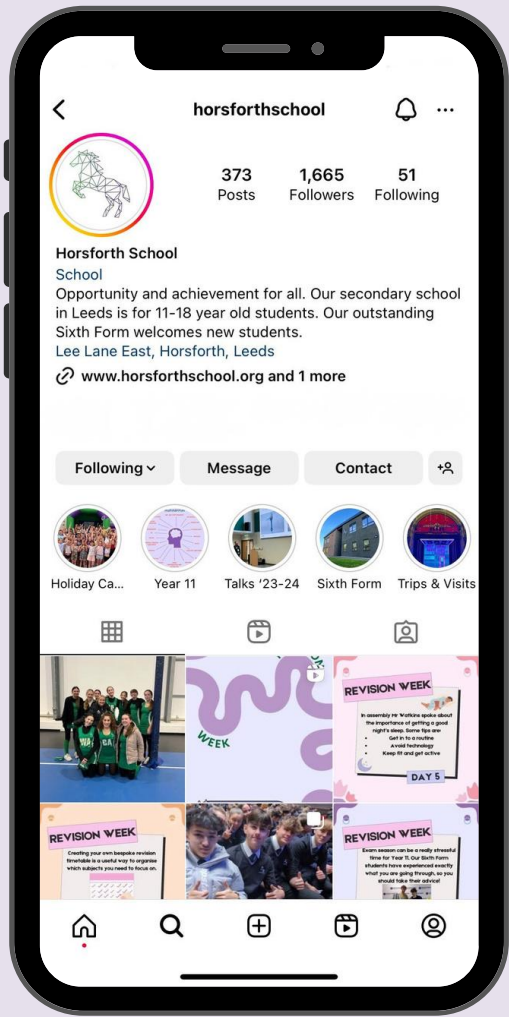 horsforthschool
373
1,665
51
Posts
Followers
Following
Horsforth School
School
Opportunity and achievement for all. Our secondary school
in Leeds is for 11-18 year old students. Our outstanding
Sixth Form welcomes new students.
Lee Lane East, Horsforth, Leeds
www.horsforthschool.org and 1 more
Following
Message
Contact
Holiday Ca...
Year 11
Talks '23-24
Sixth Form
Trips & Visits
WA
GA
C
WEEK
REVISION WEEK
In assembly Mr Watkins spoke about
the importance of getting a good
night's sleep. Some tips are:
• Get in to a routine
• Avoid technology
• Keep fit and get active
DAY 5
REVISION WEEK
Creating your own bespoke revision
timetable is a useful way to organise
which subjects you need to focus on.
REVISION WEEK
Exam season can be a really stressful
time for Year 11. Our Sixth Form
students have experienced exactly
what you are going through, so you
should take their advice!